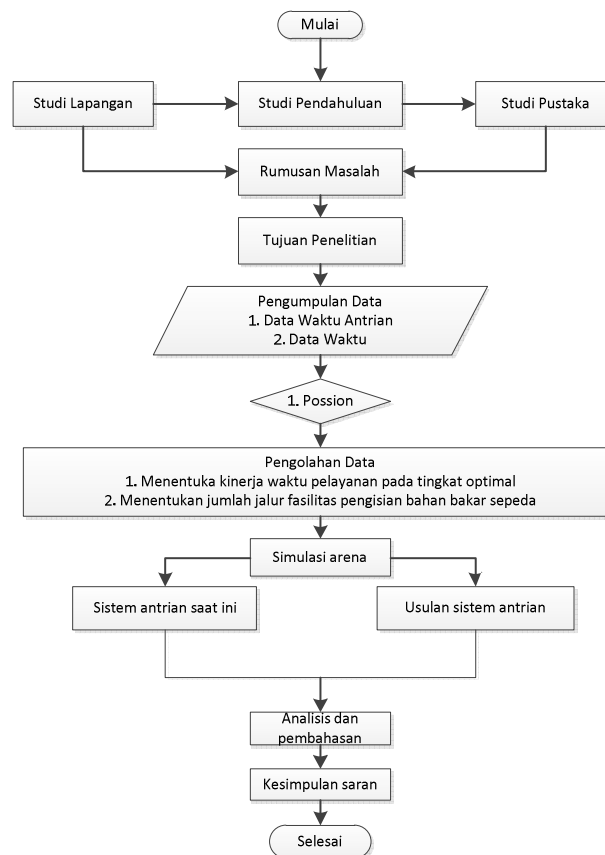 Mulai
Studi Lapangan
Studi Pendahuluan
Studi Pustaka
Rumusan Masalah
Tujuan Penelitian
Pengumpulan Data
1. Data Waktu Antrian
2. Data Waktu
1. Possion
Pengolahan Data
1. Menentuka kinerja waktu pelayanan pada tingkat optimal
2. Menentukan jumlah jalur fasilitas pengisian bahan bakar sepeda
Simulasi arena
Sistem antrian saat ini
Usulan sistem antrian
Analisis dan
pembahasan
Kesimpulan saran
Selesai